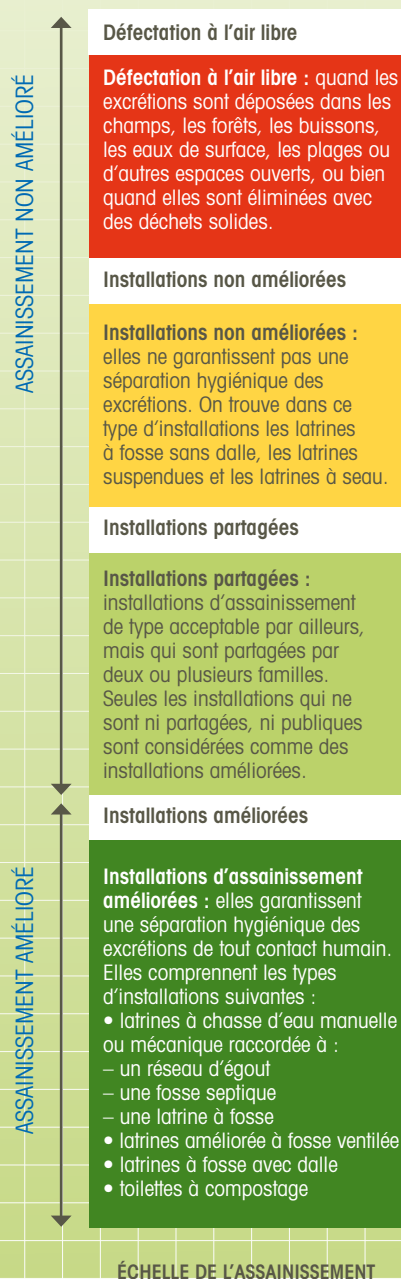 ASSAINISSEMENT NON AMÉLIORÉ
Défectation à l'air libre
Défectation à l'air libre : quand les
excrétions sont déposées dans les
champs, les forêts, les buissons,
les eaux de surface, les plages ou
d'autres espaces ouverts, ou bien
quand elles sont éliminées avec
des déchets solides.
Installations non améliorées
Installations non améliorées :
elles ne garantissent pas une
séparation hygiénique des
excrétions. On trouve dans ce
type d'installations les latrines
à fosse sans dalle, les latrines
suspendues et les latrines à seau.
Installations partagées
Installations partagées :
installations d'assainissement
de type acceptable par ailleurs,
mais qui sont partagées par
deux ou plusieurs familles.
Seules les installations qui ne
sont ni partagées, ni publiques
sont considérées comme des
installations améliorées.
ASSAINISSEMENT AMÉLIORÉ
Installations améliorées
Installations d'assainissement
améliorées : elles garantissent
une séparation hygiénique des
excrétions de tout contact humain.
Elles comprennent les types
d'installations suivantes :
• latrines à chasse d'eau manuelle
ou mécanique raccordée à :
– un réseau d'égout
– une fosse septique
– une latrine à fosse
• latrines améliorée à fosse ventilée
• latrines à fosse avec dalle
• toilettes à compostage
ÉCHELLE DE L'ASSAINISSEMENT